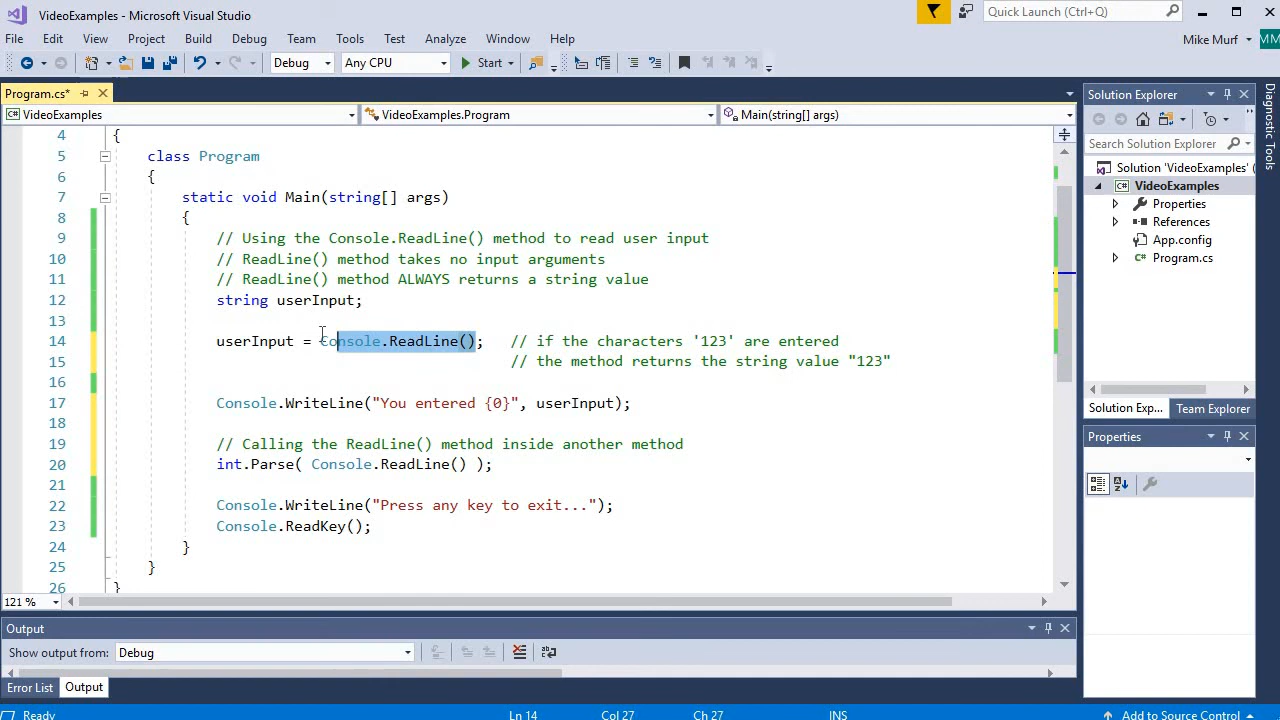 VideoExamples - Microsoft Visual Studio
Quick Launch (Ctrl+Q)
File Edit View Project Build Debug Team Tools Test Analyze Window Help
Mike Murf MM
Debug Any CPU Start
Program.cs*
VideoExamples VideoExamples.Program Main(string[] args)
4 {
5 class Program
6 {
7 static void Main(string[] args)
8 {
9 // Using the Console.ReadLine() method to read user input
10 // ReadLine() method takes no input arguments
11 // ReadLine() method ALWAYS returns a string value
12 string userInput;
13
14 userInput = Console.ReadLine(); // if the characters '123' are entered
15 // the method returns the string value "123"
16
17 Console.WriteLine("You entered {0}", userInput);
18
19 // Calling the ReadLine() method inside another method
20 int.Parse( Console.ReadLine() );
21
22 Console.WriteLine("Press any key to exit...");
23 Console.ReadKey();
24 }
25 }
26 }
121 %
Solution Explorer
Search Solution Explorer
Solution 'VideoExamples' (
C# VideoExamples
Properties
References
App.config
C# Program.cs
Solution Exp... Team Explorer
Properties
Diagnostic Tools
Output
Show output from: Debug
Error List Output
Ready Ln 14 Col 27 Ch 27 INS Add to Source Control